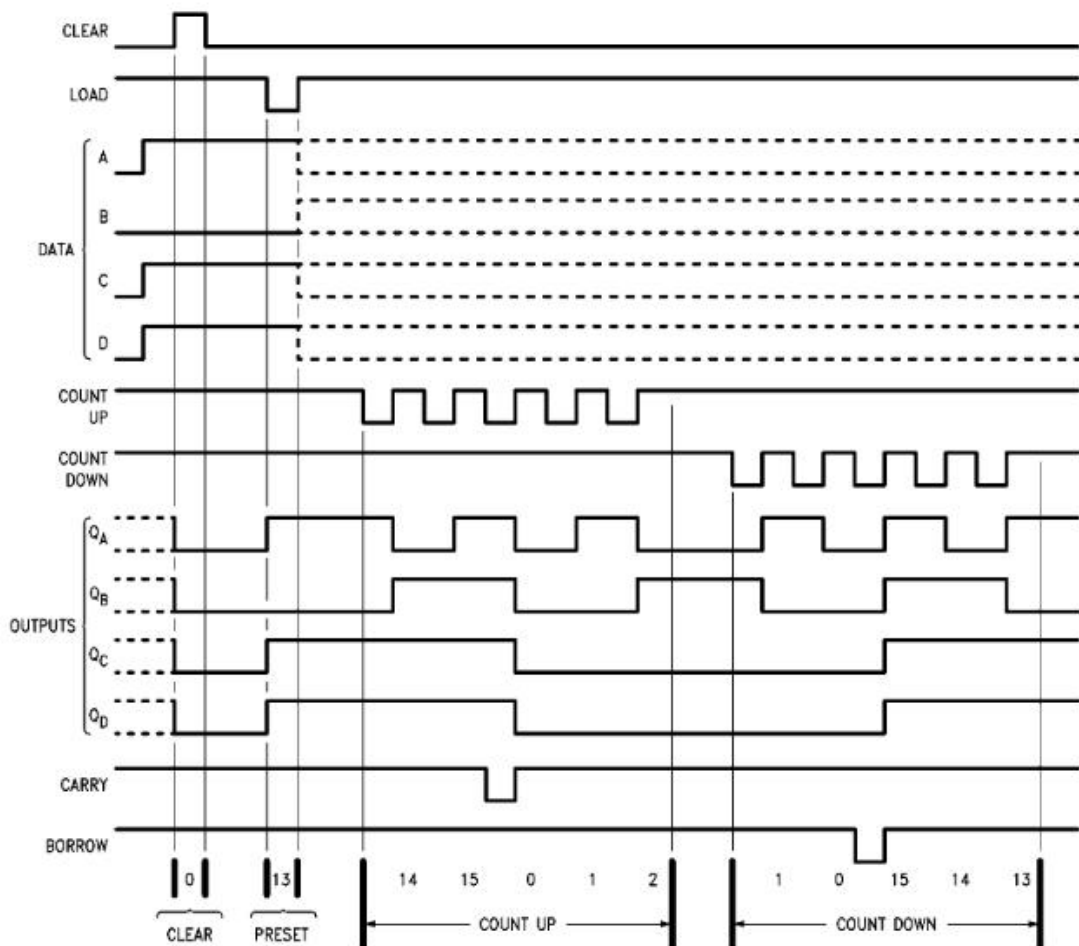 CLEAR
LOAD
A
B
DATA
C
D
COUNT
UP
COUNT
DOWN
QA
QB
OUTPUTS
QC
QD
CARRY
BORROW
0 13 14 15 0 1 2 1 0 15 14 13
CLEAR PRESET COUNT UP COUNT DOWN